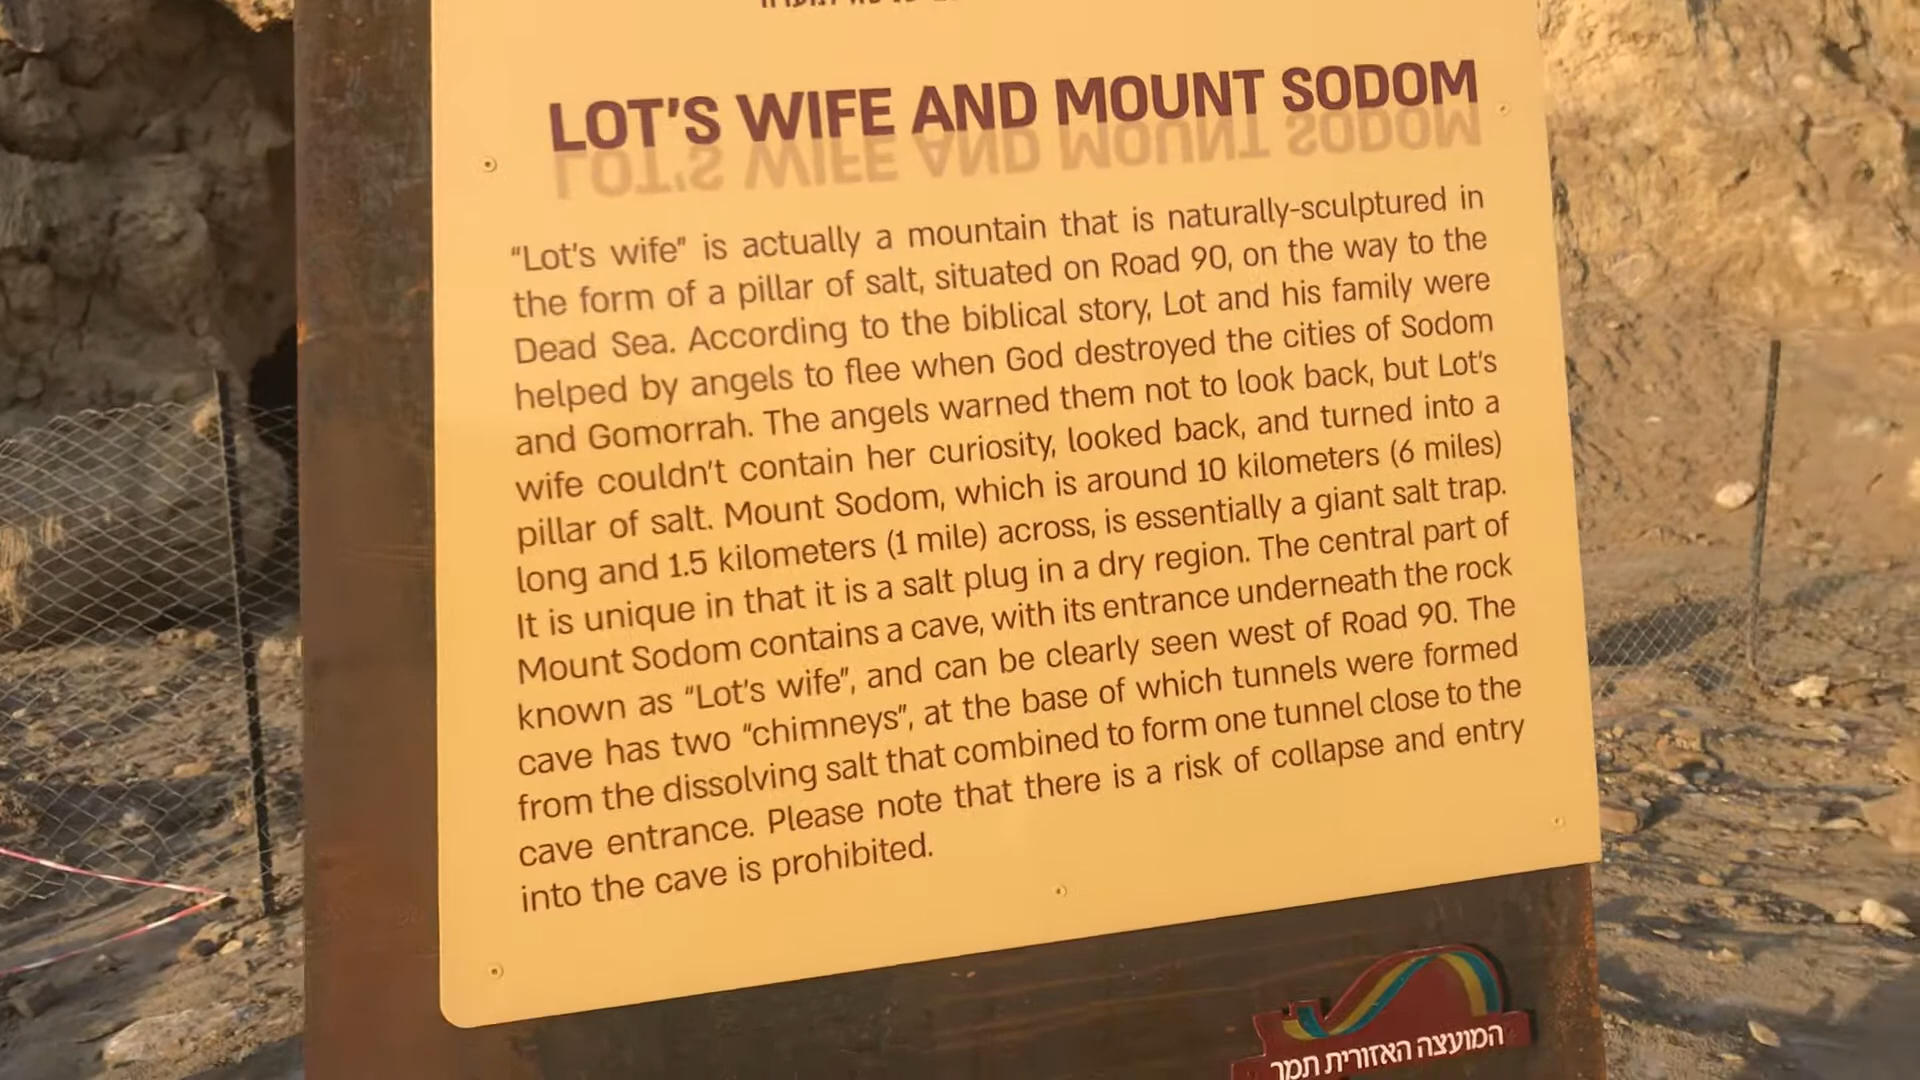 LOT'S WIFE AND MOUNT SODOM
"Lot's wife" is actually a mountain that is naturally-sculptured in
the form of a pillar of salt, situated on Road 90, on the way to the
Dead Sea. According to the biblical story, Lot and his family were
helped by angels to flee when God destroyed the cities of Sodom
and Gomorrah. The angels warned them not to look back, but Lot's
wife couldn't contain her curiosity, looked back, and turned into a
pillar of salt. Mount Sodom, which is around 10 kilometers (6 miles)
long and 1.5 kilometers (1 mile) across, is essentially a giant salt trap.
It is unique in that it is a salt plug in a dry region. The central part of
Mount Sodom contains a cave, with its entrance underneath the rock
known as "Lot's wife", and can be clearly seen west of Road 90. The
cave has two "chimneys", at the base of which tunnels were formed
from the dissolving salt that combined to form one tunnel close to the
cave entrance. Please note that there is a risk of collapse and entry
into the cave is prohibited.
המועצה האזורית תמר